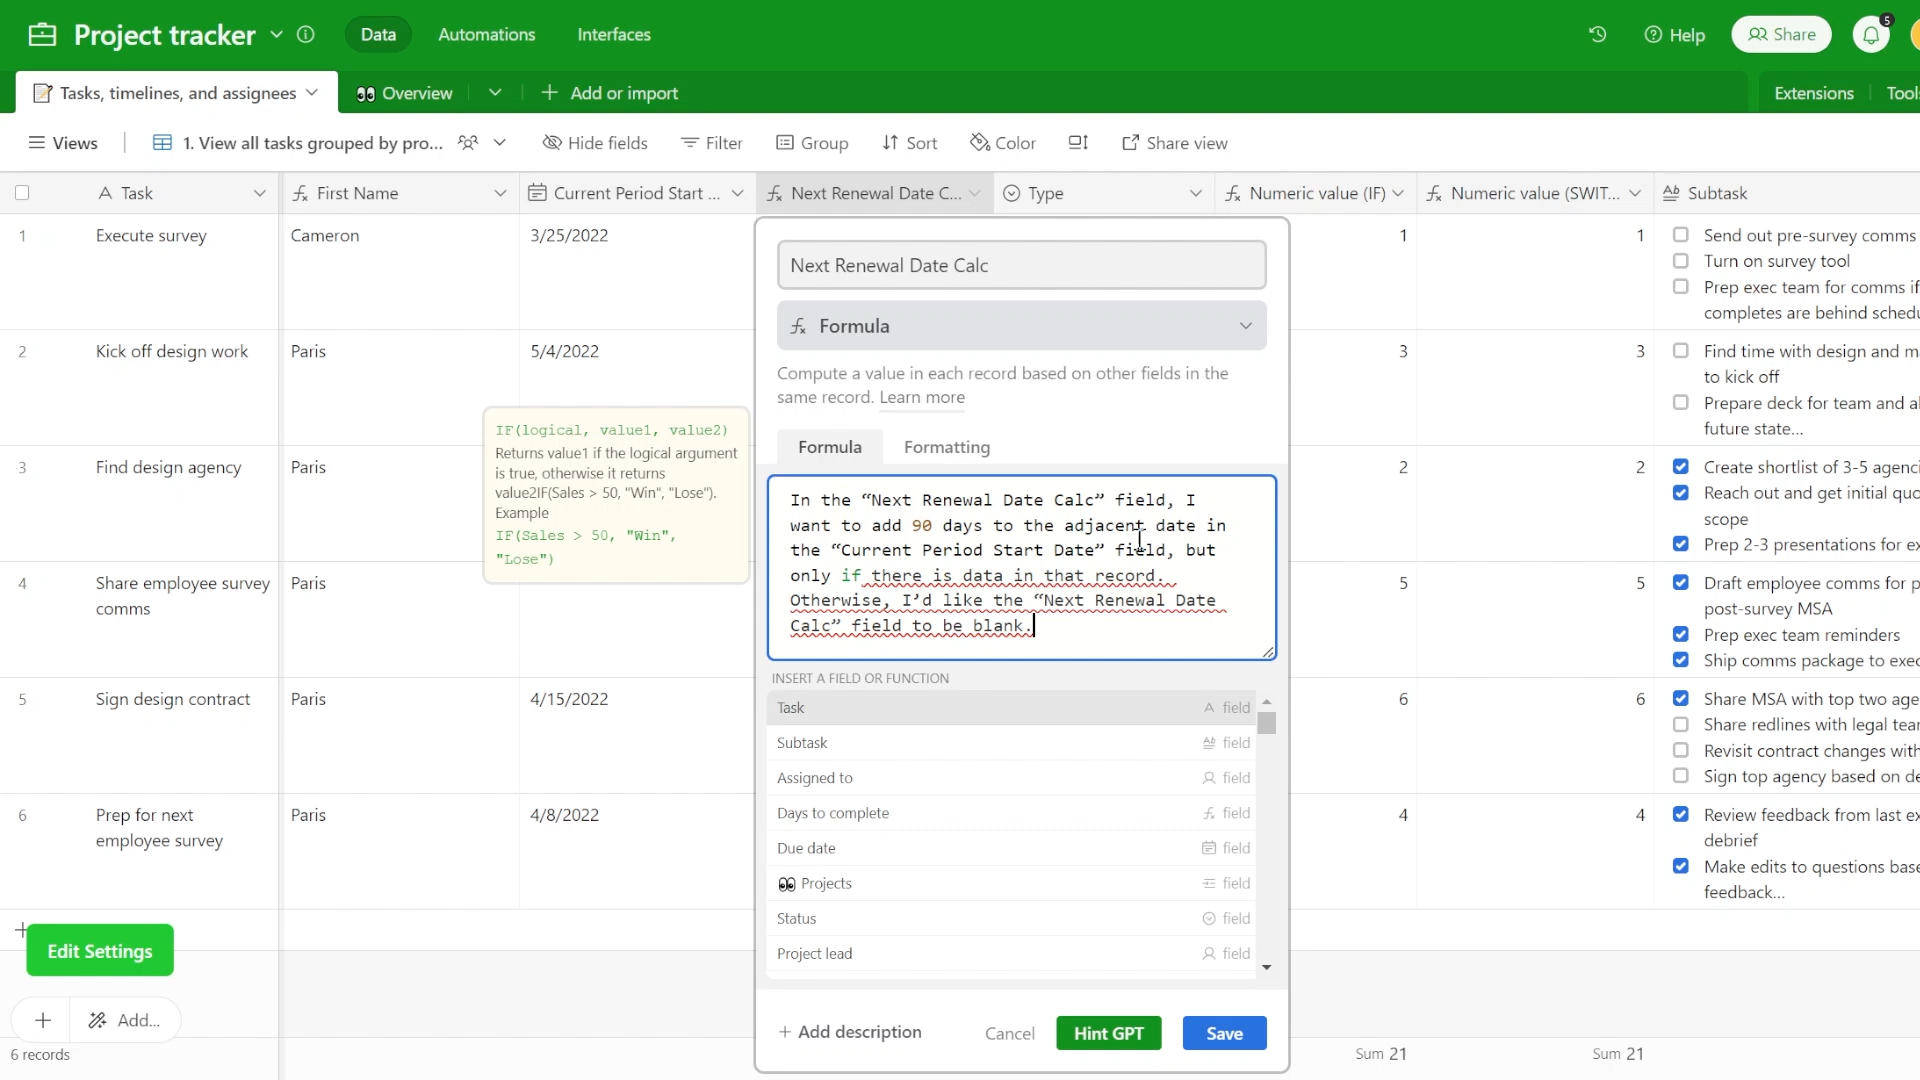 Project tracker
Data
Automations
Interfaces
Help
Share
5
Tasks, timelines, and assignees
Overview
Add or import
Extensions
Tools
Views
1. View all tasks grouped by pro...
Hide fields
Filter
Group
Sort
Color
Share view
Task
First Name
Current Period Start ...
Next Renewal Date C...
Type
Numeric value (IF)
Numeric value (SWIT...
Subtask
1
Execute survey
Cameron
3/25/2022
1
1
Send out pre-survey comms
Turn on survey tool
Prep exec team for comms if
completes are behind schedu
2
Kick off design work
Paris
5/4/2022
3
3
Find time with design and ma
to kick off
Prepare deck for team and al
future state...
3
Find design agency
Paris
2
2
Create shortlist of 3-5 agenci
Reach out and get initial quo
scope
Prep 2-3 presentations for ex
4
Share employee survey
comms
Paris
5
5
Draft employee comms for p
post-survey MSA
Prep exec team reminders
Ship comms package to exec
5
Sign design contract
Paris
4/15/2022
6
6
Share MSA with top two age
Share redlines with legal tear
Revisit contract changes with
Sign top agency based on de
6
Prep for next
employee survey
Paris
4/8/2022
4
4
Review feedback from last ex
debrief
Make edits to questions base
feedback...
Next Renewal Date Calc
Formula
Compute a value in each record based on other fields in the
same record. Learn more
Formula
Formatting
IF(logical, value1, value2)
Returns value1 if the logical argument
is true, otherwise it returns
value2IF(Sales > 50, "Win", "Lose").
Example
IF(Sales > 50, "Win",
"Lose")
In the “Next Renewal Date Calc” field, I
want to add 90 days to the adjacent date in
the “Current Period Start Date” field, but
only if there is data in that record.
Otherwise, I’d like the “Next Renewal Date
Calc” field to be blank.
INSERT A FIELD OR FUNCTION
Task
field
Subtask
field
Assigned to
field
Days to complete
field
Due date
field
Projects
field
Status
field
Project lead
field
+ Add description
Cancel
Hint GPT
Save
Edit Settings
Add...
6 records
Sum 21
Sum 21